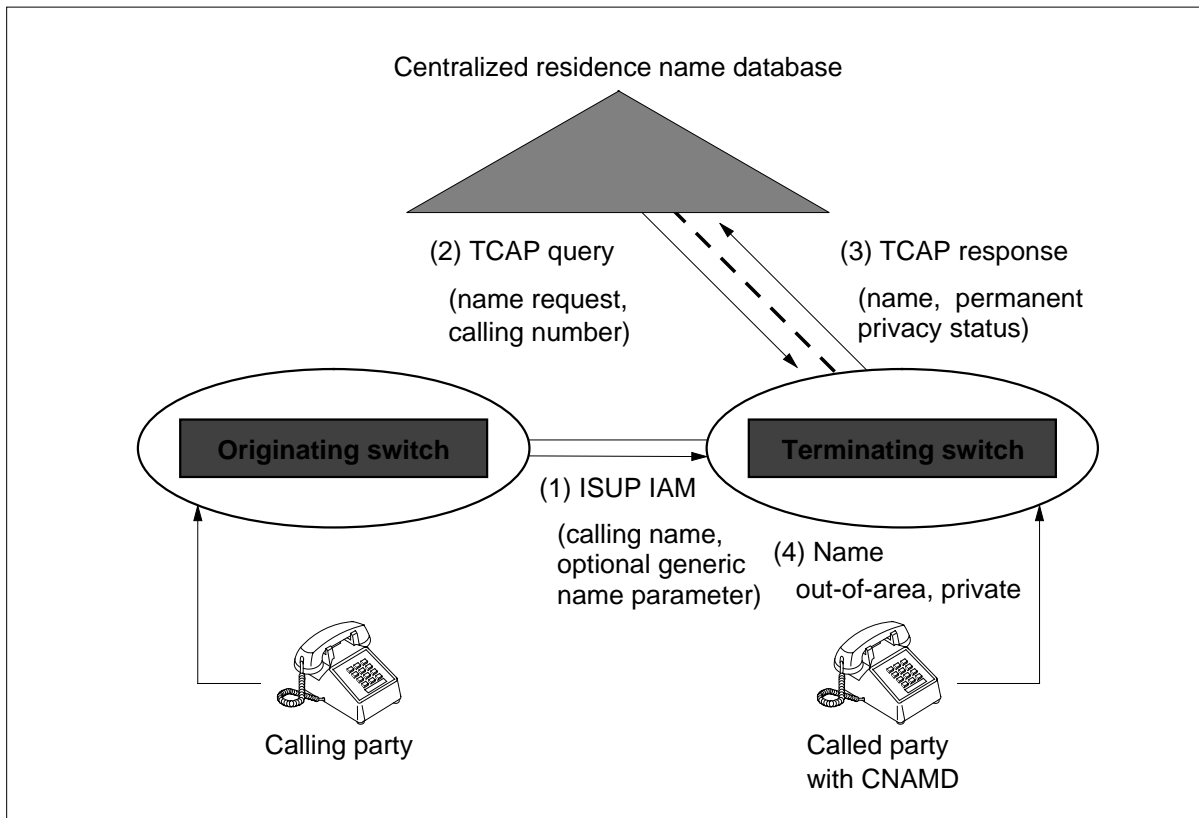 Centralized residence name database
(2) TCAP query
(name request,
calling number)
(3) TCAP response
(name, permanent
privacy status)
Originating switch
Terminating switch
(1) ISUP IAM
(calling name,
optional generic
name parameter)
(4) Name
out-of-area, private
Calling party
Called party
with CNAMD